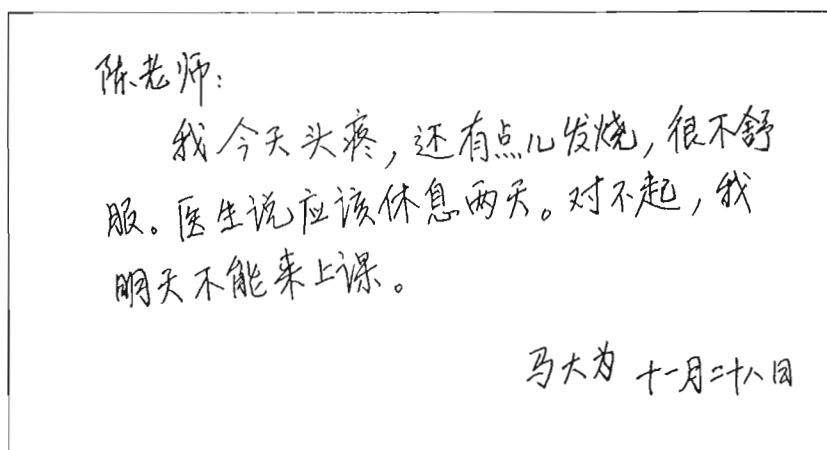 陈老师：
我今天头疼，还有点儿发烧，很不舒
服。医生说应该休息两天。对不起，我
明天不能来上课。
马大为 十一月二十八日